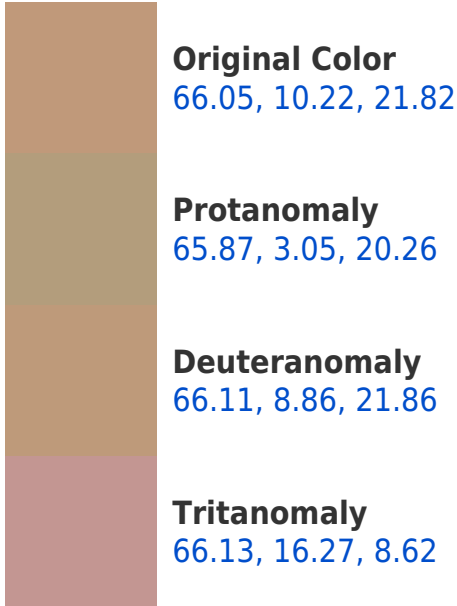 Original Color
66.05, 10.22, 21.82
Protanomaly
65.87, 3.05, 20.26
Deuteranomaly
66.11, 8.86, 21.86
Tritanomaly
66.13, 16.27, 8.62